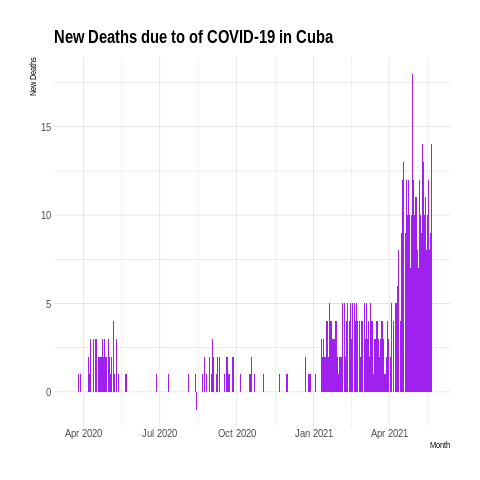 New Deaths due to of COVID-19 in Cuba
New Deaths
15
10
5
0
Apr 2020 Jul 2020 Oct 2020 Jan 2021 Apr 2021
Month